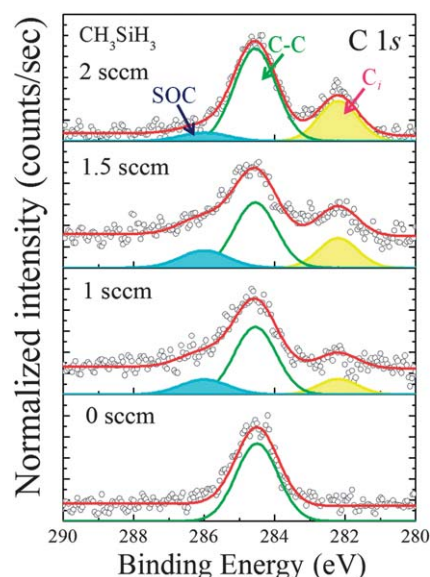 CH₃SiH₃
C 1s
2 sccm
C-C
SOC
Cᵢ
1.5 sccm
1 sccm
0 sccm
Normalized intensity (counts/sec)
290 288 286 284 282 280
Binding Energy (eV)